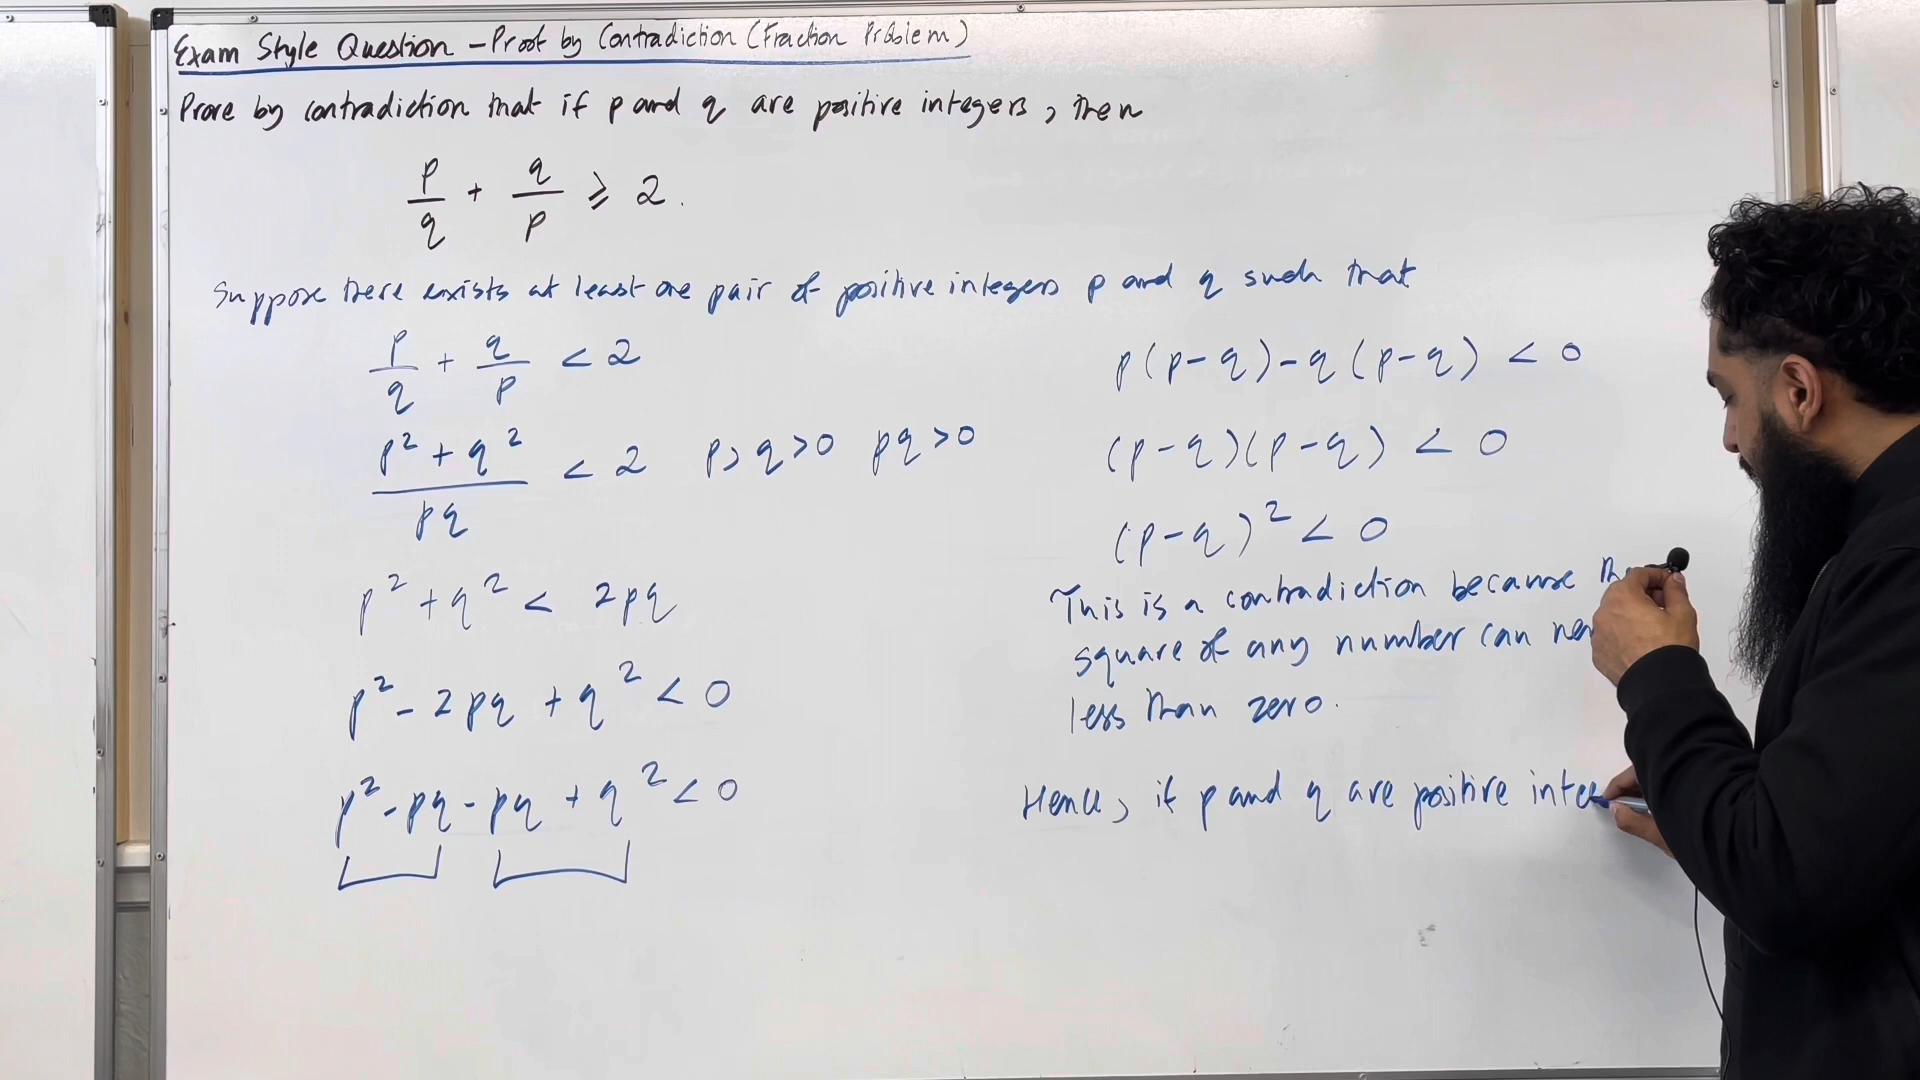 Exam Style Question - Proof by Contradiction (Fraction Problem)
Prove by contradiction that if p and q are positive integers, then
p/q + q/p ⩾ 2.
Suppose there exists at least one pair of positive integers p and q such that
p/q + q/p < 2
(p² + q²)/pq < 2   p, q > 0   pq > 0
p² + q² < 2pq
p² - 2pq + q² < 0
p² - pq - pq + q² < 0
p(p - q) - q(p - q) < 0
(p - q)(p - q) < 0
(p - q)² < 0
This is a contradiction because
square of any number can
less than zero.
Hence, if p and q are positive inte